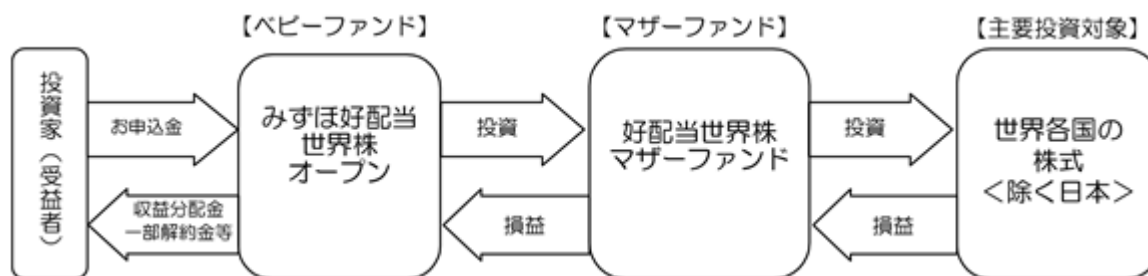 【ベビーファンド】
【マザーファンド】
【主要投資対象】
投資家（受益者）
お申込金
収益分配金
一部解約金等
みずほ好配当
世界株
オープン
投資
損益
好配当世界株
マザーファンド
投資
損益
世界各国の
株式
＜除く日本＞